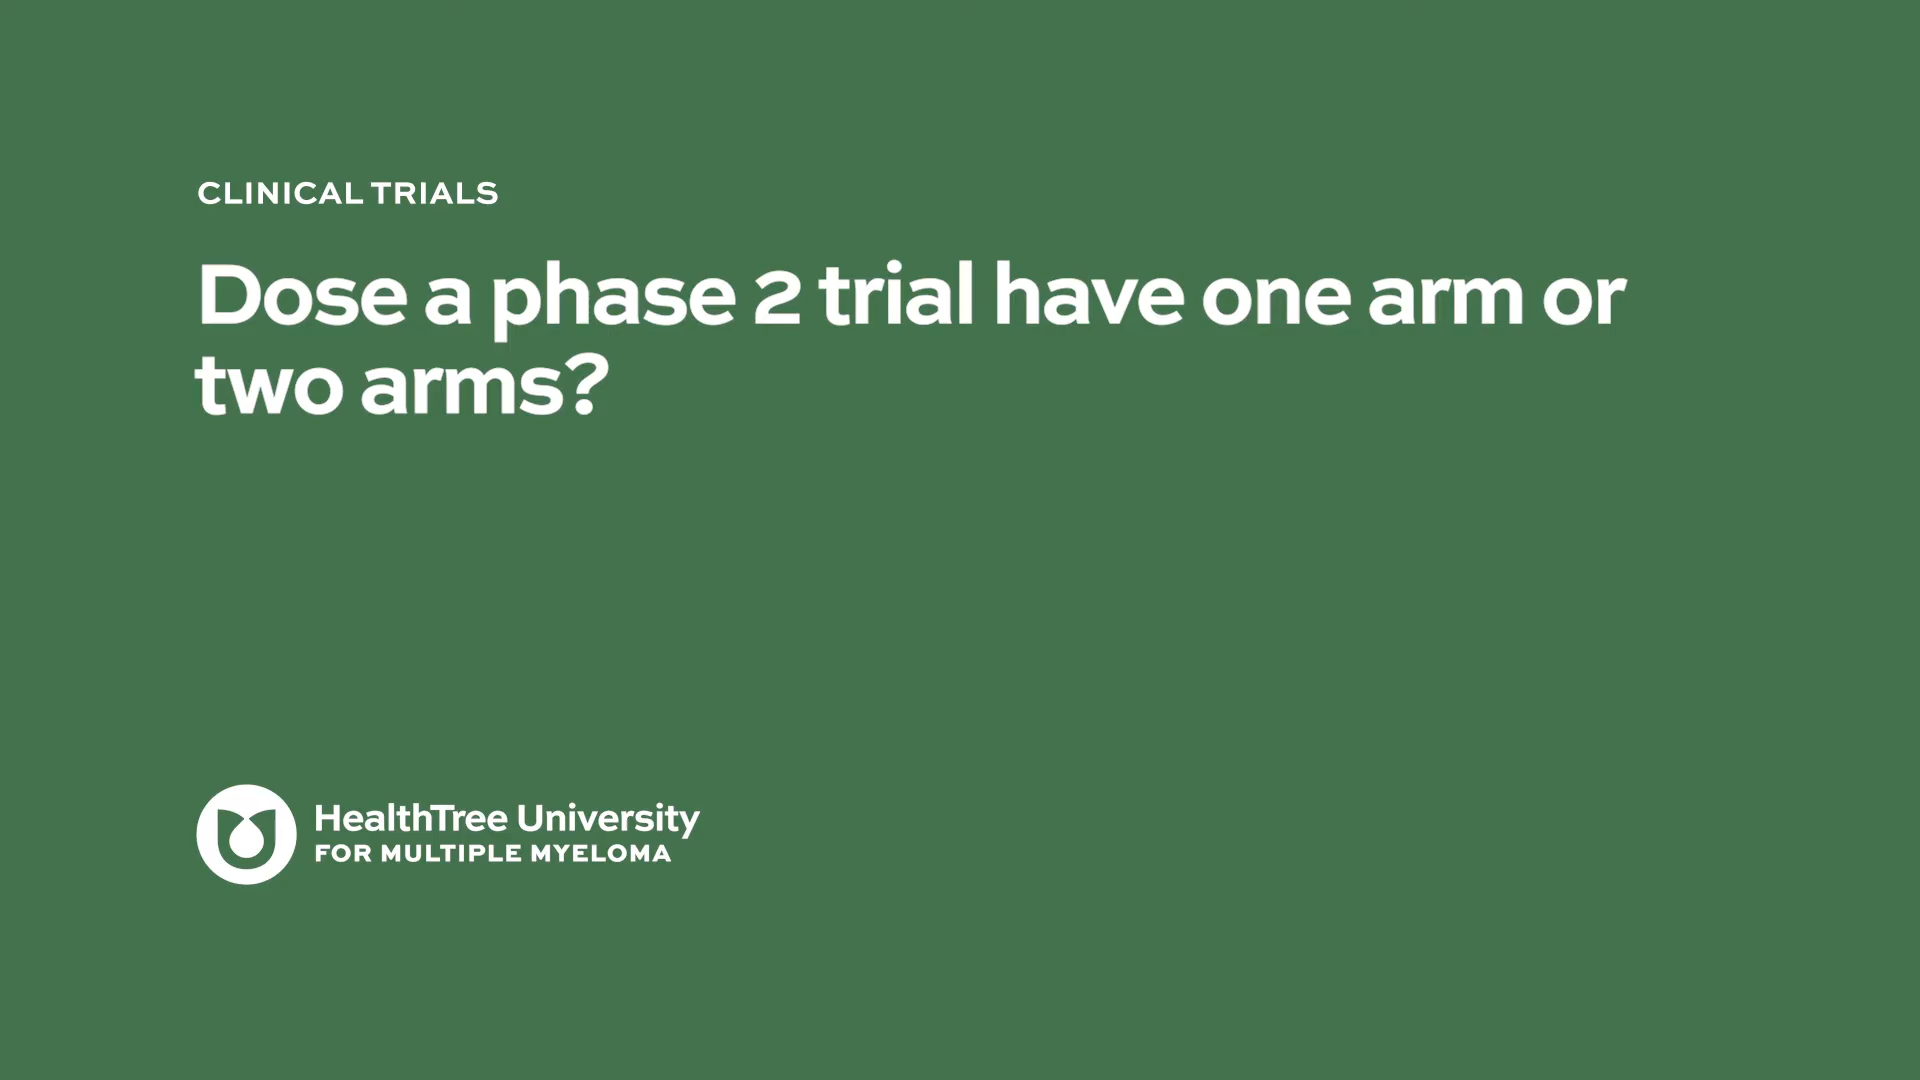 CLINICAL TRIALS
Dose a phase 2 trial have one arm or
two arms?
HealthTree University
FOR MULTIPLE MYELOMA